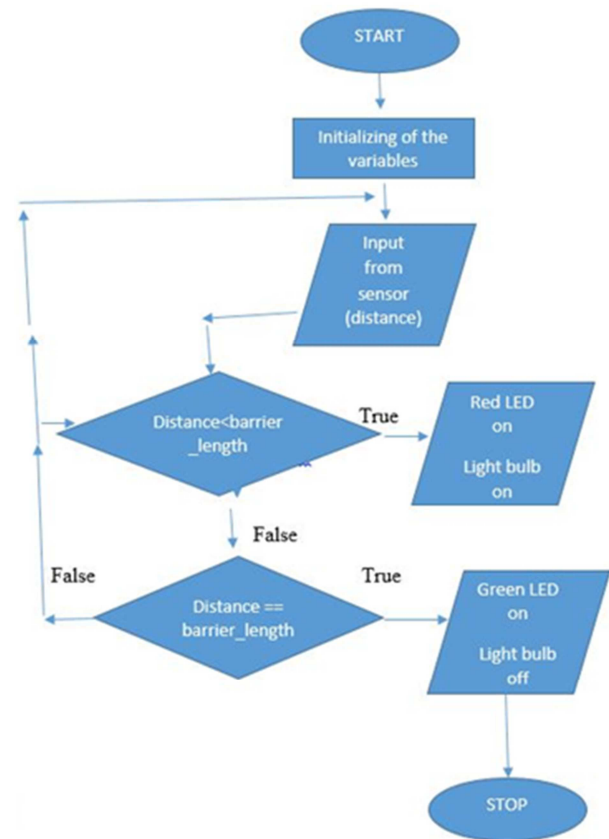 START
Initializing of the
variables
Input
from
sensor
(distance)
Distance<barrier
_length
True
Red LED
on
Light bulb
on
False
False
Distance ==
barrier_length
True
Green LED
on
Light bulb
off
STOP